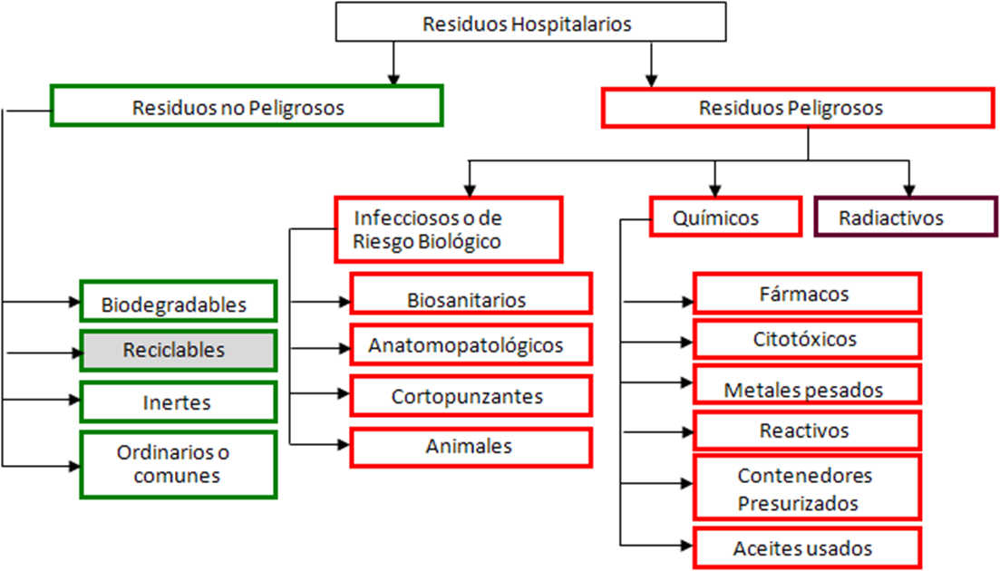 Residuos Hospitalarios
Residuos no Peligrosos
Residuos Peligrosos
Infecciosos o de
Riesgo Biológico
Químicos
Radiactivos
Biodegradables
Reciclables
Inertes
Ordinarios o
comunes
Biosanitarios
Anatomopatológicos
Cortopunzantes
Animales
Fármacos
Citotóxicos
Metales pesados
Reactivos
Contenedores
Presurizados
Aceites usados